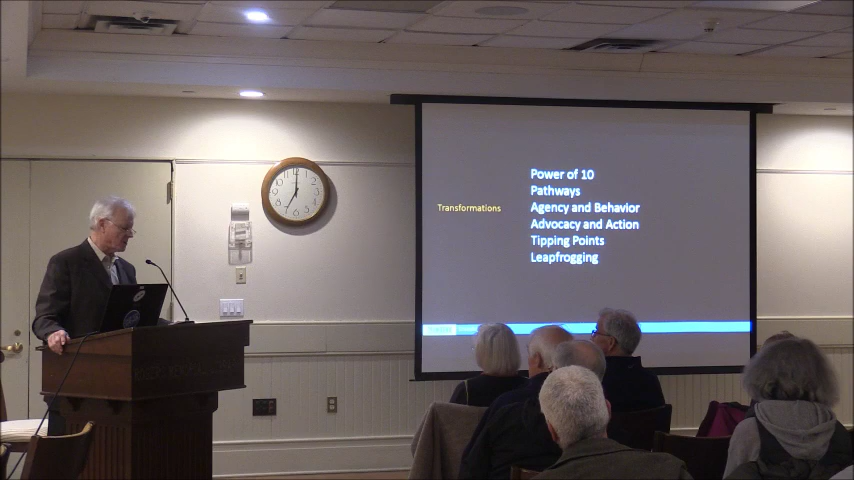 Transformations
Power of 10
Pathways
Agency and Behavior
Advocacy and Action
Tipping Points
Leapfrogging